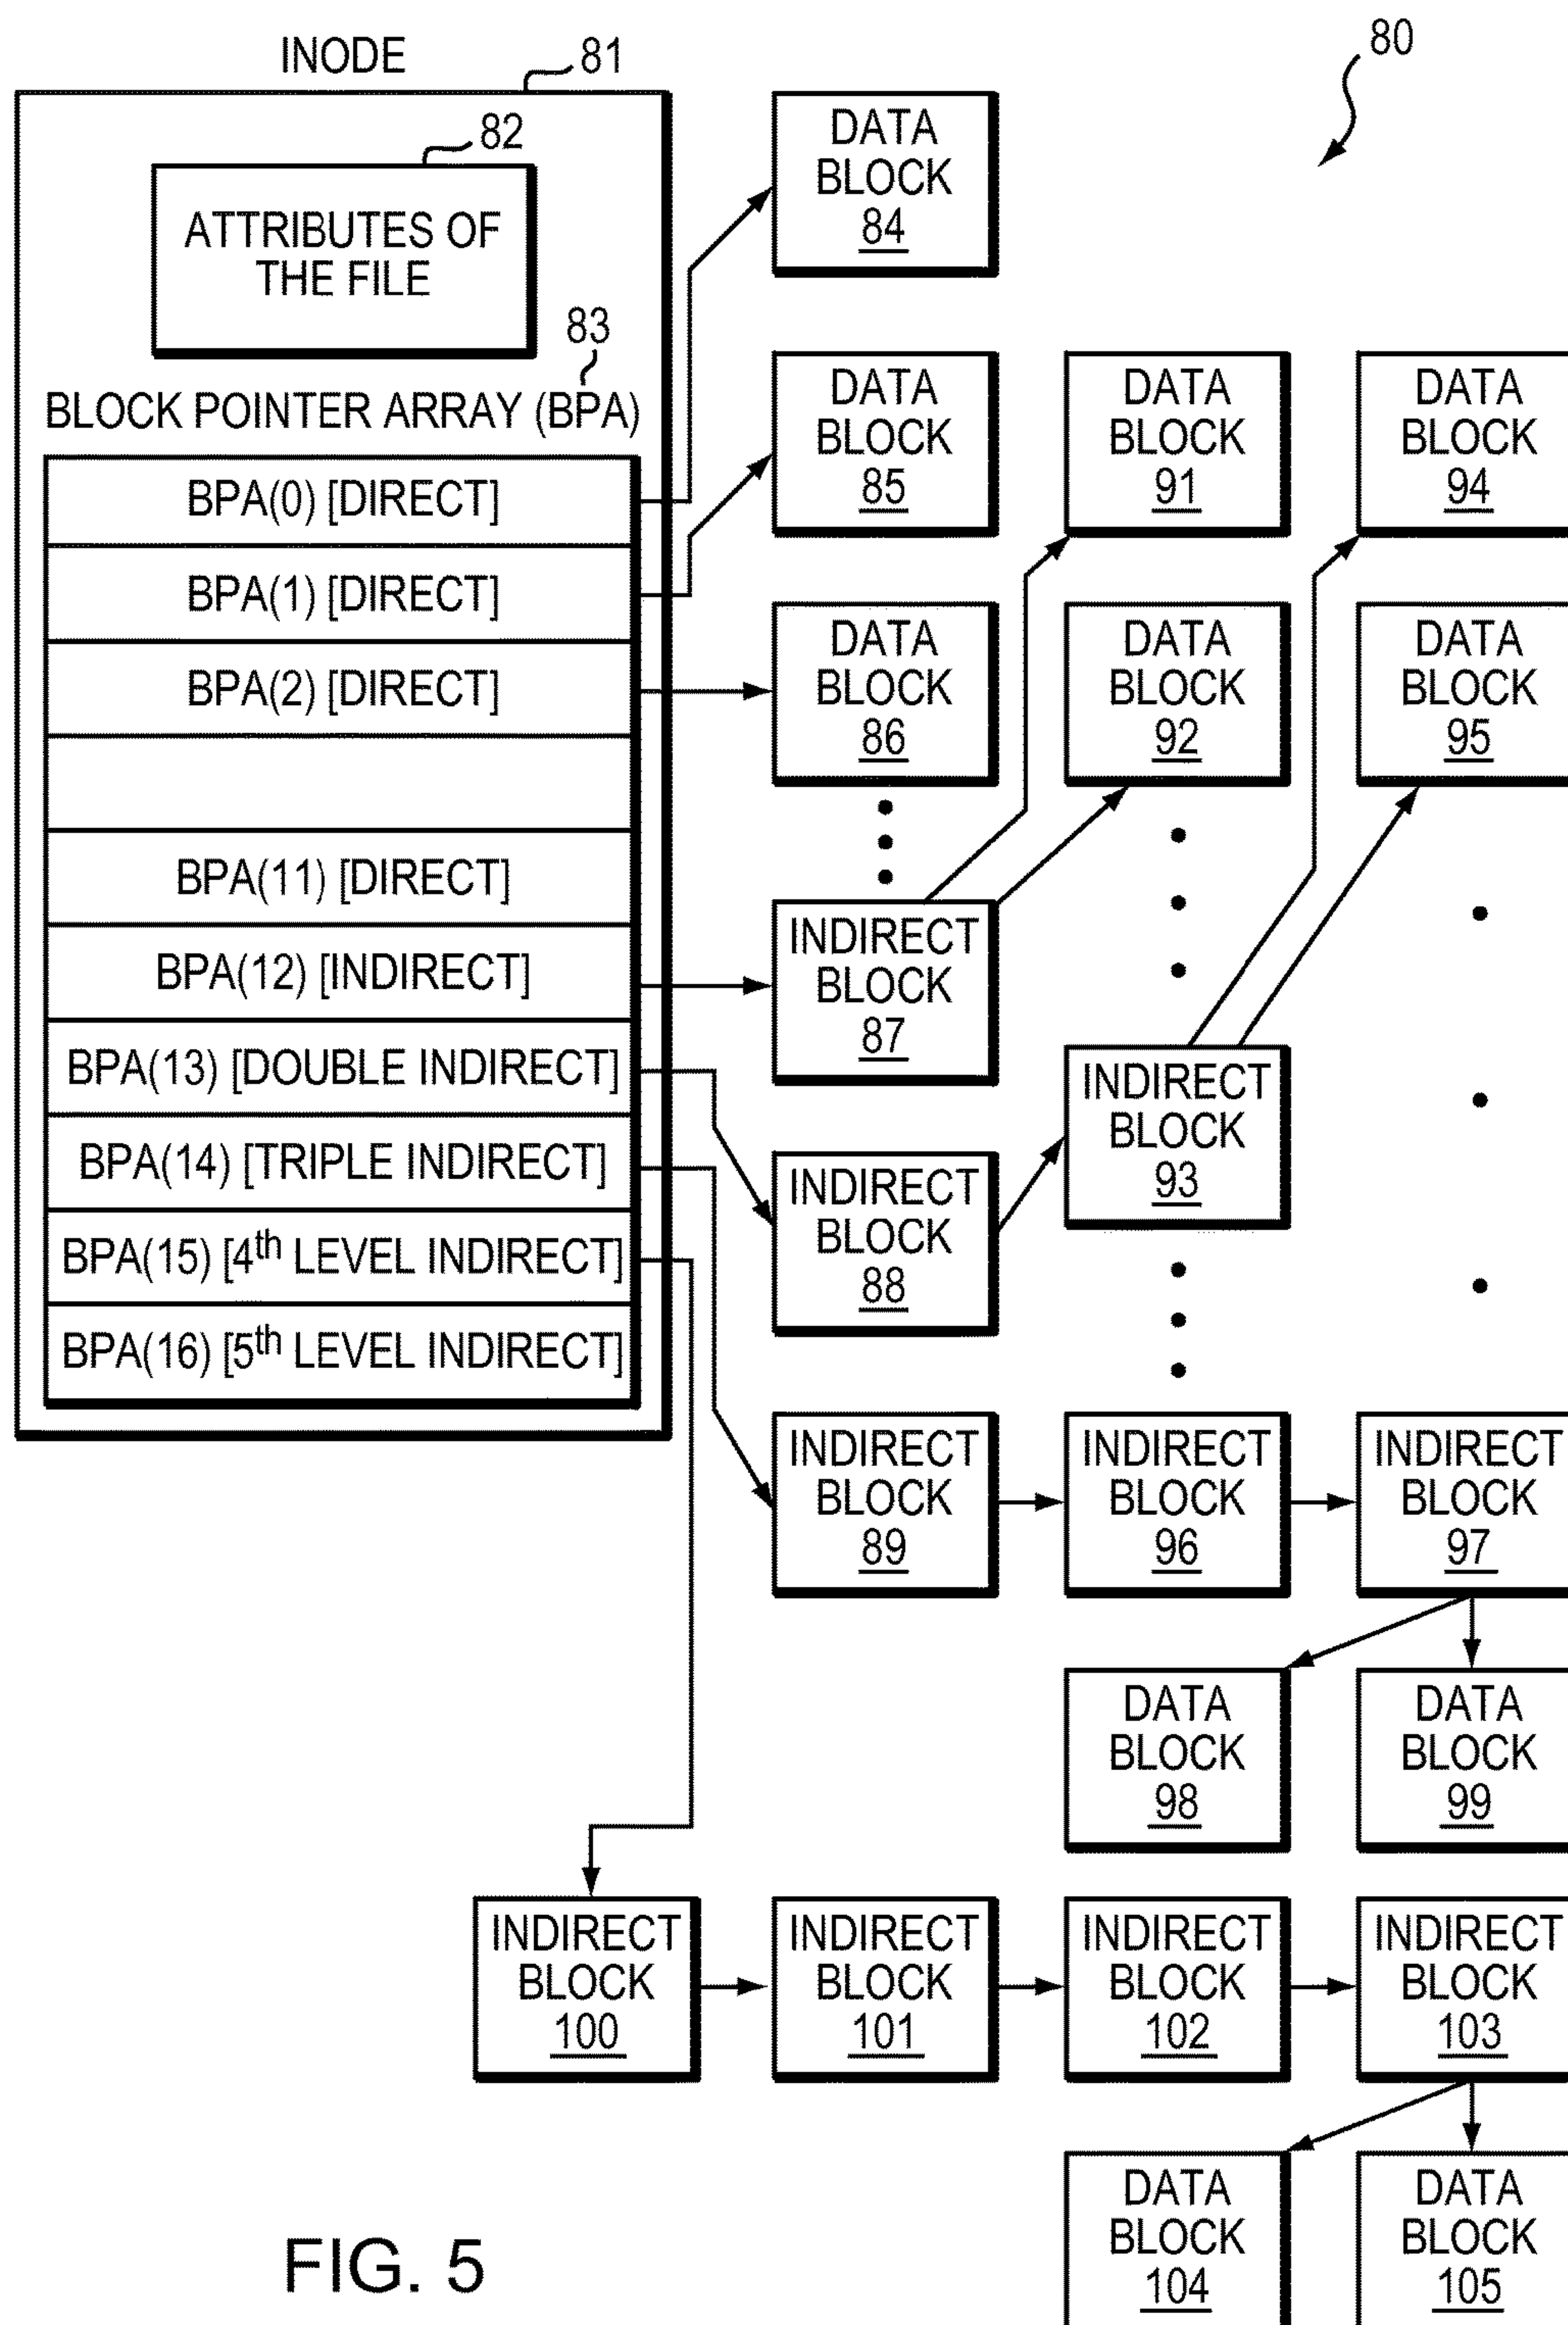 INODE
81
80
82
ATTRIBUTES OF
THE FILE
83
BLOCK POINTER ARRAY (BPA)
BPA(0) [DIRECT]
BPA(1) [DIRECT]
BPA(2) [DIRECT]
BPA(11) [DIRECT]
BPA(12) [INDIRECT]
BPA(13) [DOUBLE INDIRECT]
BPA(14) [TRIPLE INDIRECT]
BPA(15) [4th LEVEL INDIRECT]
BPA(16) [5th LEVEL INDIRECT]
DATA
BLOCK
84
DATA
BLOCK
85
DATA
BLOCK
91
DATA
BLOCK
94
DATA
BLOCK
86
DATA
BLOCK
92
DATA
BLOCK
95
INDIRECT
BLOCK
87
INDIRECT
BLOCK
93
INDIRECT
BLOCK
88
INDIRECT
BLOCK
89
INDIRECT
BLOCK
96
INDIRECT
BLOCK
97
DATA
BLOCK
98
DATA
BLOCK
99
INDIRECT
BLOCK
100
INDIRECT
BLOCK
101
INDIRECT
BLOCK
102
INDIRECT
BLOCK
103
DATA
BLOCK
104
DATA
BLOCK
105
FIG. 5